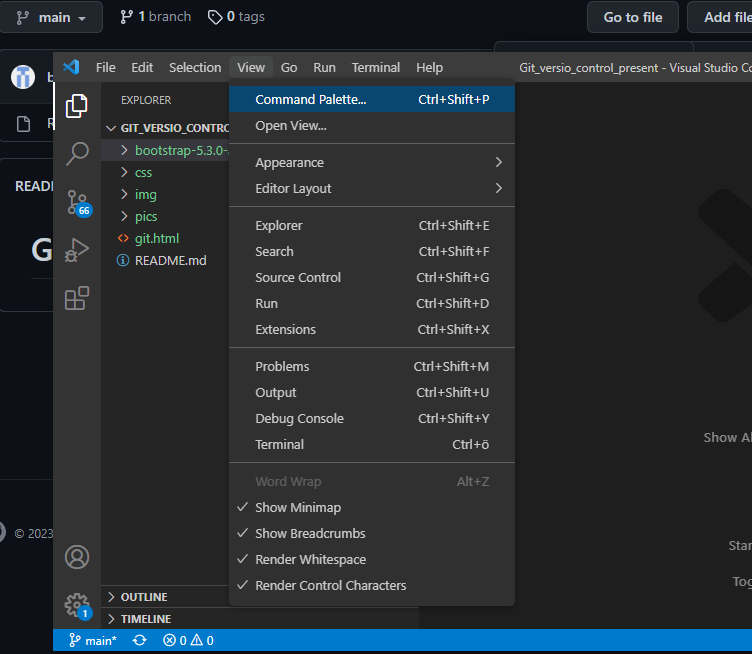 main
1 branch
0 tags
Go to file
Add file
File Edit Selection View Go Run Terminal Help
Git_versio_control_present - Visual Studio Co
EXPLORER
GIT_VERSIO_CONTRO
bootstrap-5.3.0-
css
img
pics
git.html
README.md
66
Command Palette... Ctrl+Shift+P
Open View...
Appearance
Editor Layout
Explorer Ctrl+Shift+E
Search Ctrl+Shift+F
Source Control Ctrl+Shift+G
Run Ctrl+Shift+D
Extensions Ctrl+Shift+X
Problems Ctrl+Shift+M
Output Ctrl+Shift+U
Debug Console Ctrl+Shift+Y
Terminal Ctrl+ö
Word Wrap Alt+Z
Show Minimap
Show Breadcrumbs
Render Whitespace
Render Control Characters
READ
G
© 2023
Show Al
Star
Tog
1
OUTLINE
TIMELINE
main* 0 0